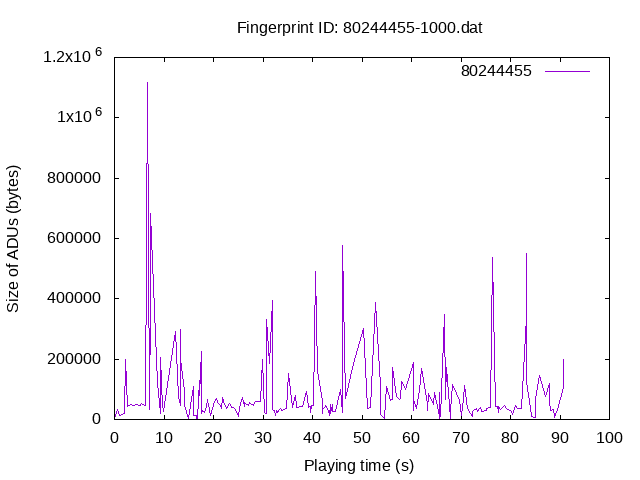 Fingerprint ID: 80244455-1000.dat
80244455
1.2x10 6
1x10 6
800000
600000
400000
200000
0
Size of ADUs (bytes)
0 10 20 30 40 50 60 70 80 90 100
Playing time (s)